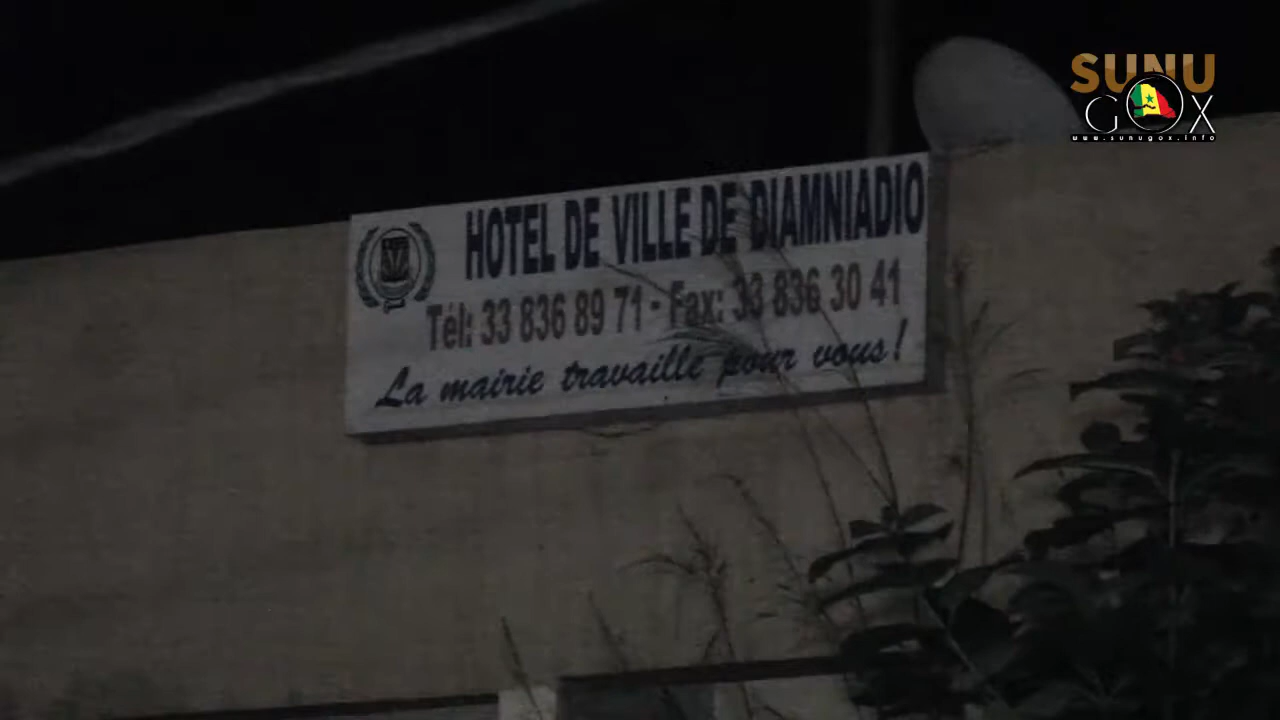 SUNU
GOX
www.sunugox.info
HOTEL DE VILLE DE DIAMNIADIO
Tél: 33 836 89 71 - Fax: 33 836 30 41
La mairie travaille pour vous!